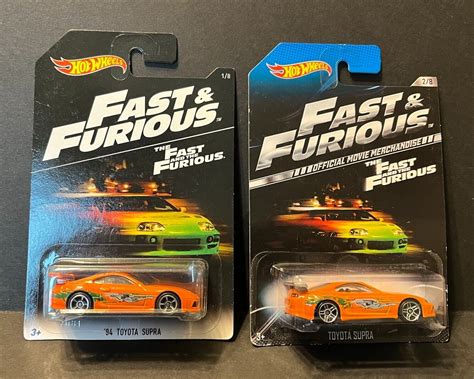 Hot Wheels
1/8
FAST &
FURIOUS
THE
FAST
AND THE
FURIOUS
3+
'94 TOYOTA SUPRA
Hot Wheels
2/8
FAST &
FURIOUS
OFFICIAL MOVIE MERCHANDISE
THE
FAST
AND THE
FURIOUS
TOYOTA SUPRA